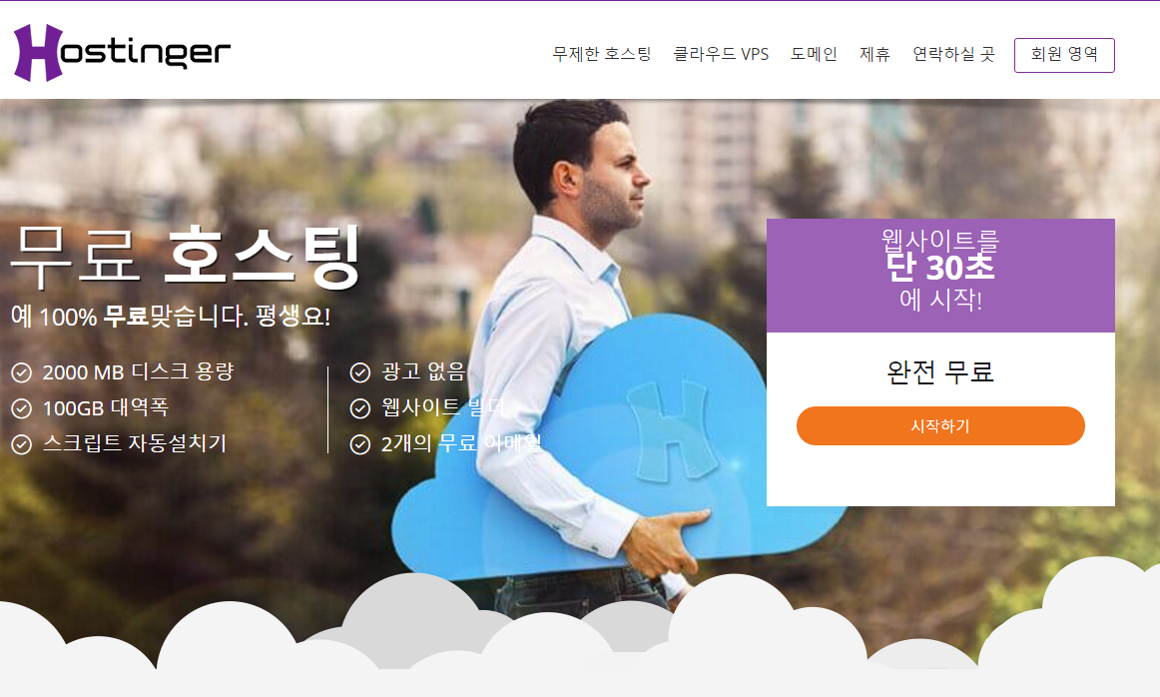 Hostinger
무제한 호스팅 클라우드 VPS 도메인 제휴 연락하실 곳 회원 영역
무료 호스팅
예 100% 무료맞습니다. 평생요!
2000 MB 디스크 용량
100GB 대역폭
스크립트 자동설치기
광고 없음
웹사이트 빌더
2개의 무료 이메일
웹사이트를
단 30초
에 시작!
완전 무료
시작하기